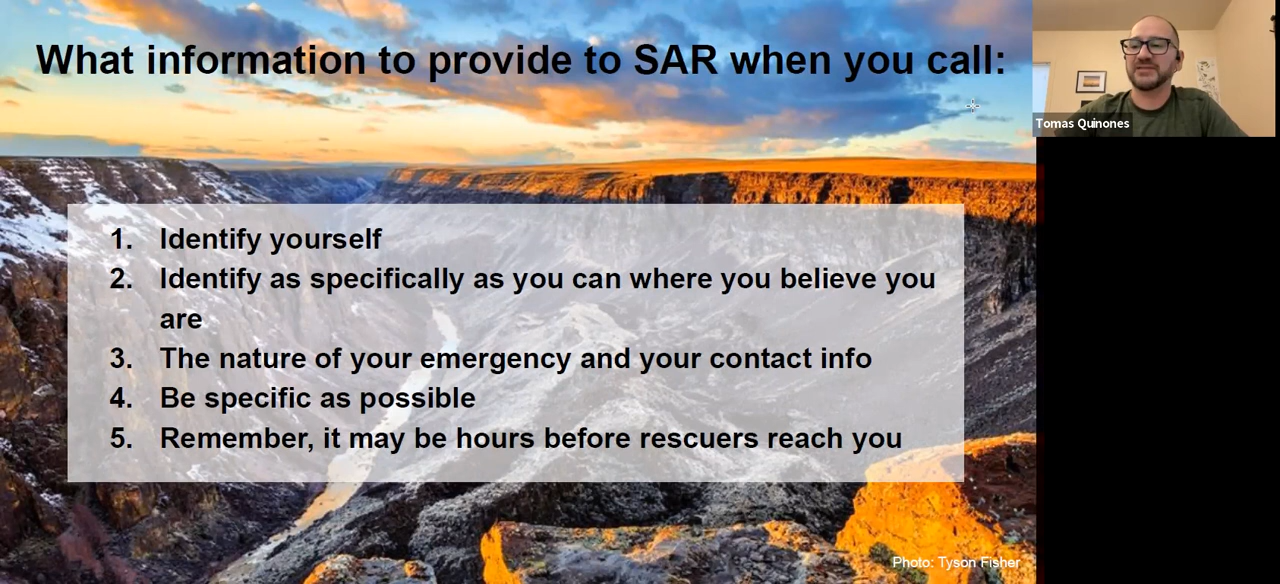 What information to provide to SAR when you call:
Tomas Quinones
1. Identify yourself
2. Identify as specifically as you can where you believe you
are
3. The nature of your emergency and your contact info
4. Be specific as possible
5. Remember, it may be hours before rescuers reach you
Photo: Tyson Fisher